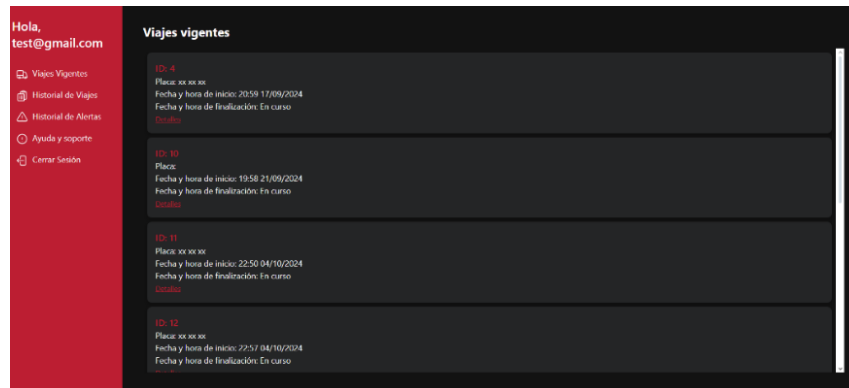 Hola,
test@gmail.com
Viajes Vigentes
Historial de Viajes
Historial de Alertas
Ayuda y soporte
Cerrar Sesión
Viajes vigentes
ID: 4
Placa: xx xx xx
Fecha y hora de inicio: 20:59 17/09/2024
Fecha y hora de finalización: En curso
Detalles
ID: 10
Placa:
Fecha y hora de inicio: 19:58 21/09/2024
Fecha y hora de finalización: En curso
Detalles
ID: 11
Placa: xx xx xx
Fecha y hora de inicio: 22:50 04/10/2024
Fecha y hora de finalización: En curso
Detalles
ID: 12
Placa: xx xx xx
Fecha y hora de inicio: 22:57 04/10/2024
Fecha y hora de finalización: En curso